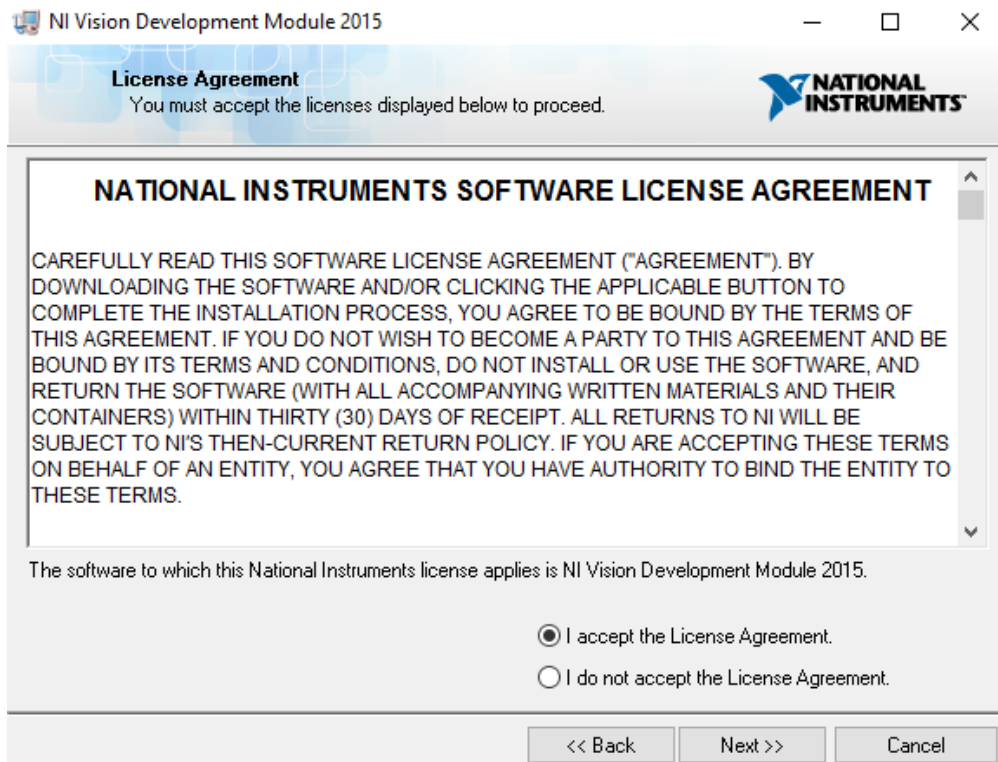 NI Vision Development Module 2015
License Agreement
You must accept the licenses displayed below to proceed.
NATIONAL
INSTRUMENTS
NATIONAL INSTRUMENTS SOFTWARE LICENSE AGREEMENT
CAREFULLY READ THIS SOFTWARE LICENSE AGREEMENT ("AGREEMENT"). BY
DOWNLOADING THE SOFTWARE AND/OR CLICKING THE APPLICABLE BUTTON TO
COMPLETE THE INSTALLATION PROCESS, YOU AGREE TO BE BOUND BY THE TERMS OF
THIS AGREEMENT. IF YOU DO NOT WISH TO BECOME A PARTY TO THIS AGREEMENT AND BE
BOUND BY ITS TERMS AND CONDITIONS, DO NOT INSTALL OR USE THE SOFTWARE, AND
RETURN THE SOFTWARE (WITH ALL ACCOMPANYING WRITTEN MATERIALS AND THEIR
CONTAINERS) WITHIN THIRTY (30) DAYS OF RECEIPT. ALL RETURNS TO NI WILL BE
SUBJECT TO NI'S THEN-CURRENT RETURN POLICY. IF YOU ARE ACCEPTING THESE TERMS
ON BEHALF OF AN ENTITY, YOU AGREE THAT YOU HAVE AUTHORITY TO BIND THE ENTITY TO
THESE TERMS.
The software to which this National Instruments license applies is NI Vision Development Module 2015.
I accept the License Agreement.
I do not accept the License Agreement.
<< Back Next >> Cancel